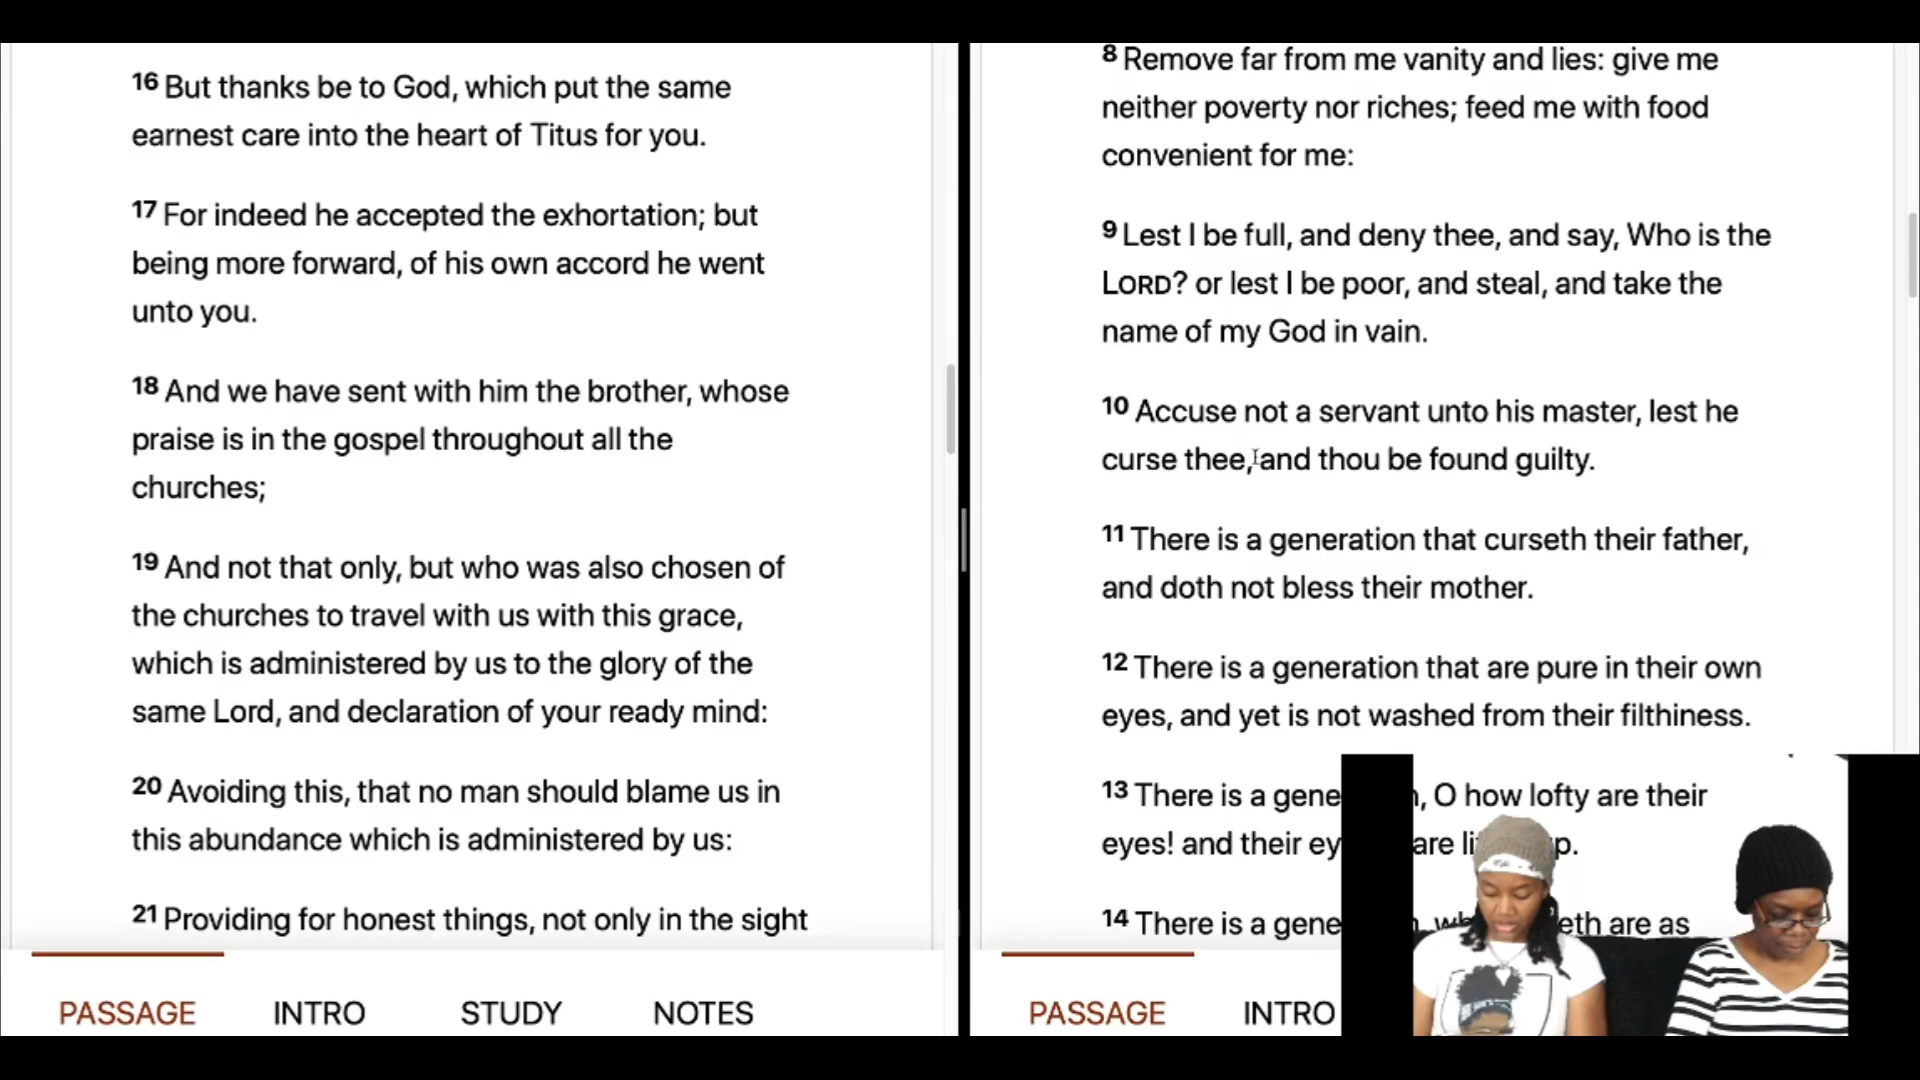 16 But thanks be to God, which put the same
earnest care into the heart of Titus for you.
17 For indeed he accepted the exhortation; but
being more forward, of his own accord he went
unto you.
18 And we have sent with him the brother, whose
praise is in the gospel throughout all the
churches;
19 And not that only, but who was also chosen of
the churches to travel with us with this grace,
which is administered by us to the glory of the
same Lord, and declaration of your ready mind:
20 Avoiding this, that no man should blame us in
this abundance which is administered by us:
21 Providing for honest things, not only in the sight
PASSAGE INTRO STUDY NOTES
8 Remove far from me vanity and lies: give me
neither poverty nor riches; feed me with food
convenient for me:
9 Lest I be full, and deny thee, and say, Who is the
LORD? or lest I be poor, and steal, and take the
name of my God in vain.
10 Accuse not a servant unto his master, lest he
curse thee, and thou be found guilty.
11 There is a generation that curseth their father,
and doth not bless their mother.
12 There is a generation that are pure in their own
eyes, and yet is not washed from their filthiness.
13 There is a O how lofty are their
eyes! and their are
14 There is a are as
PASSAGE INTRO